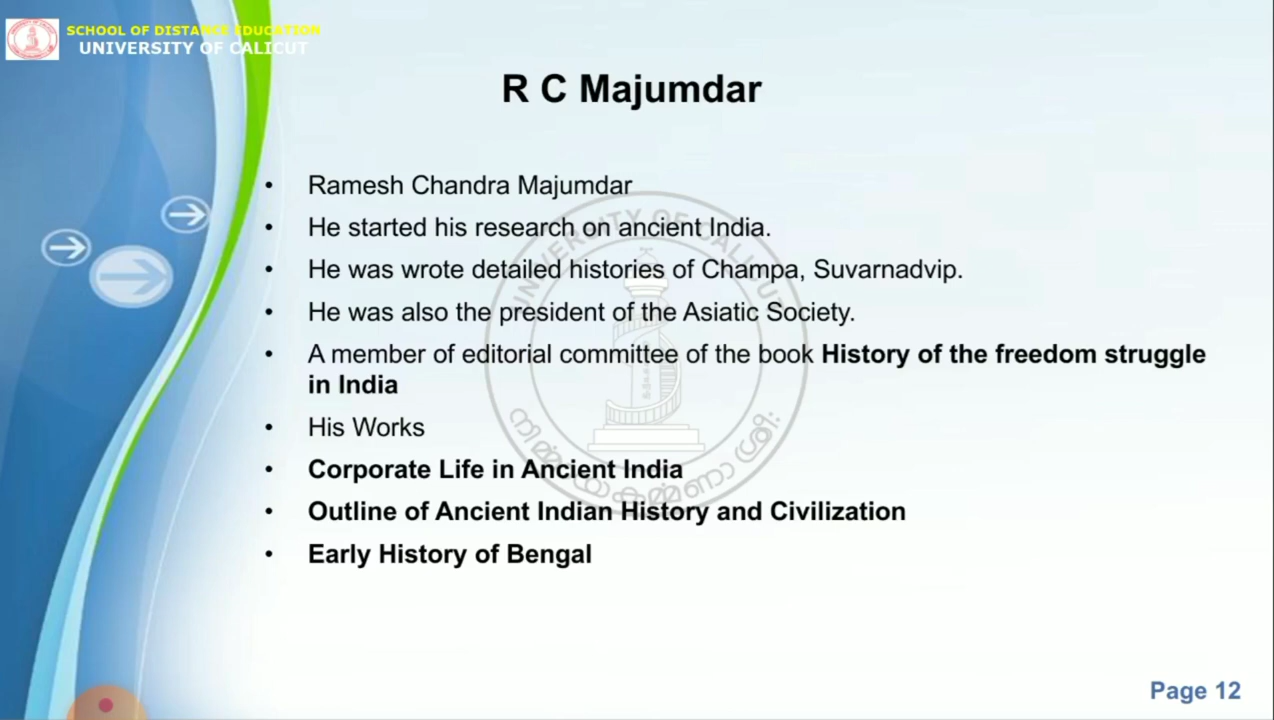 SCHOOL OF DISTANCE EDUCATION
UNIVERSITY OF CALICUT
R C Majumdar
• Ramesh Chandra Majumdar
• He started his research on ancient India.
• He was wrote detailed histories of Champa, Suvarnadvip.
• He was also the president of the Asiatic Society.
• A member of editorial committee of the book History of the freedom struggle
in India
• His Works
• Corporate Life in Ancient India
• Outline of Ancient Indian History and Civilization
• Early History of Bengal
UNIVERSITY OF CALICUT
Page 12